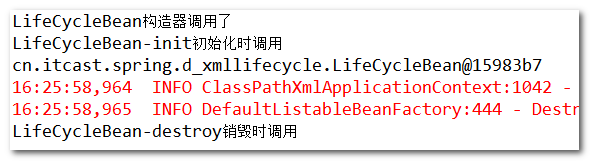 LifeCycleBean构造器调用了
LifeCycleBean-init初始化时调用
cn.itcast.spring.d_xmllifecycle.LifeCycleBean@15983b7
16:25:58,964  INFO ClassPathXmlApplicationContext:1042 -
16:25:58,965  INFO DefaultListableBeanFactory:444 - Destr
LifeCycleBean-destroy销毁时调用